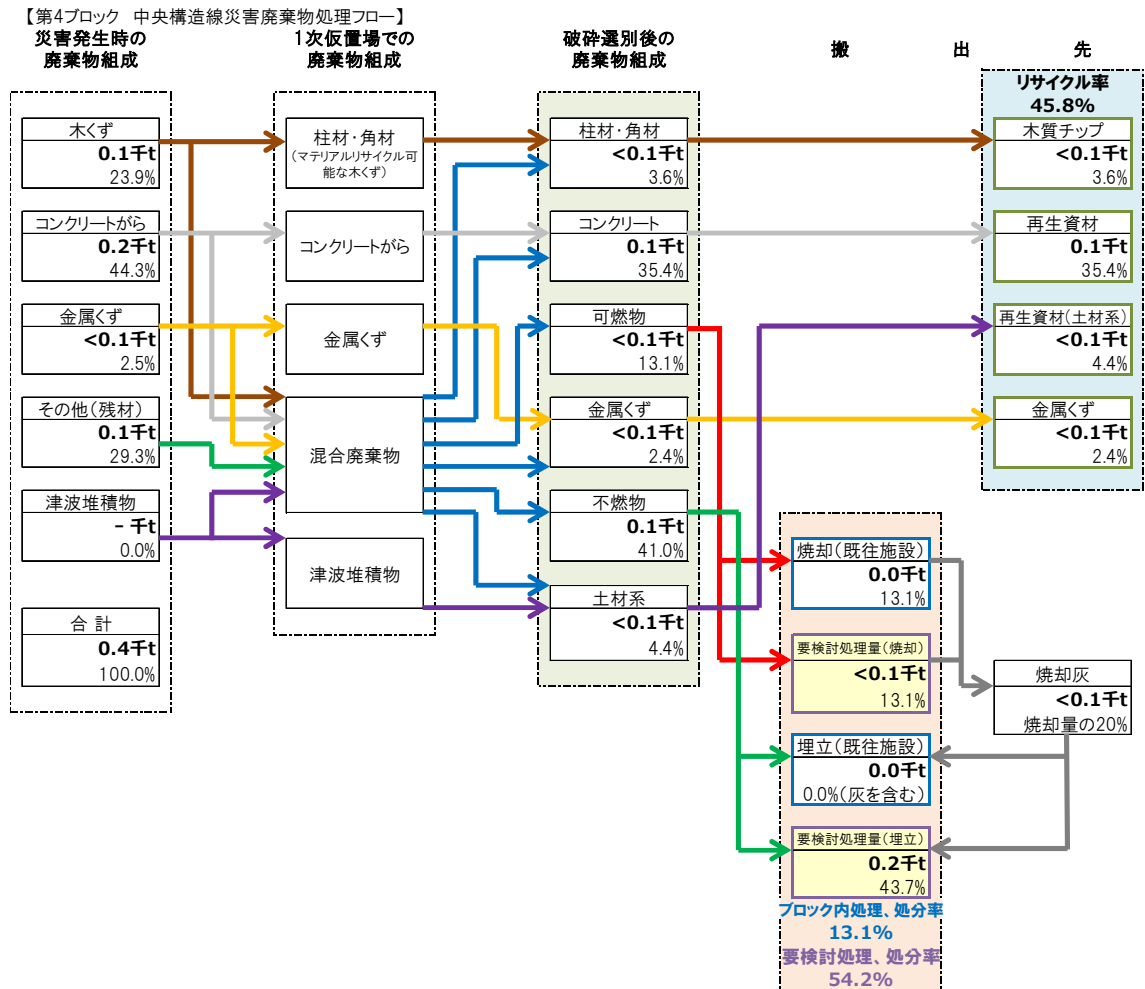 【第4ブロック 中央構造線災害廃棄物処理フロー】
災害発生時の
廃棄物組成
木くず
0.1千t
23.9%
コンクリートがら
0.2千t
44.3%
金属くず
<0.1千t
2.5%
その他(残材)
0.1千t
29.3%
津波堆積物
- 千t
0.0%
合 計
0.4千t
100.0%
1次仮置場での
廃棄物組成
柱材・角材
(マテリアルリサイクル可
能な木くず)
コンクリートがら
金属くず
混合廃棄物
津波堆積物
破砕選別後の
廃棄物組成
柱材・角材
<0.1千t
3.6%
コンクリート
0.1千t
35.4%
可燃物
<0.1千t
13.1%
金属くず
<0.1千t
2.4%
不燃物
0.1千t
41.0%
土材系
<0.1千t
4.4%
搬 出 先
リサイクル率
45.8%
木質チップ
<0.1千t
3.6%
再生資材
0.1千t
35.4%
再生資材(土材系)
<0.1千t
4.4%
金属くず
<0.1千t
2.4%
焼却(既往施設)
0.0千t
13.1%
要検討処理量(焼却)
<0.1千t
13.1%
埋立(既往施設)
0.0千t
0.0%(灰を含む)
要検討処理量(埋立)
0.2千t
43.7%
ブロック内処理、処分率
13.1%
要検討処理、処分率
54.2%
焼却灰
<0.1千t
焼却量の20%